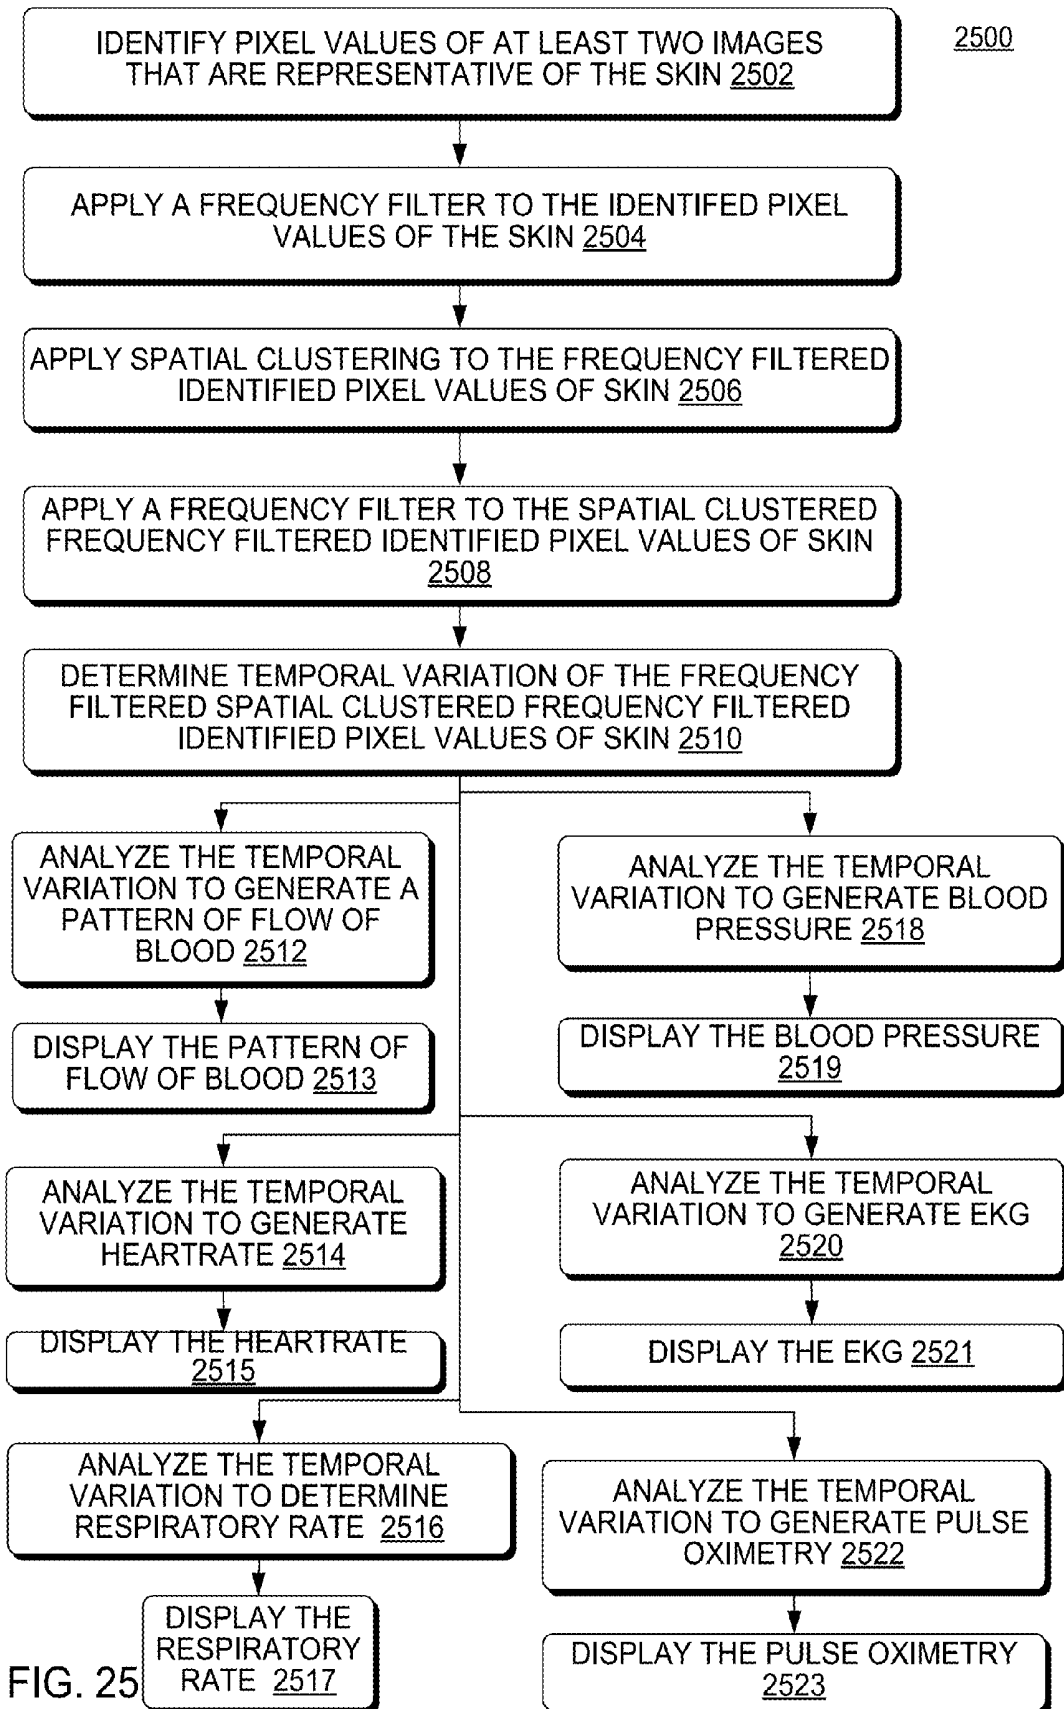 IDENTIFY PIXEL VALUES OF AT LEAST TWO IMAGES
THAT ARE REPRESENTATIVE OF THE SKIN 2502
2500
APPLY A FREQUENCY FILTER TO THE IDENTIFED PIXEL
VALUES OF THE SKIN 2504
APPLY SPATIAL CLUSTERING TO THE FREQUENCY FILTERED
IDENTIFIED PIXEL VALUES OF SKIN 2506
APPLY A FREQUENCY FILTER TO THE SPATIAL CLUSTERED
FREQUENCY FILTERED IDENTIFIED PIXEL VALUES OF SKIN
2508
DETERMINE TEMPORAL VARIATION OF THE FREQUENCY
FILTERED SPATIAL CLUSTERED FREQUENCY FILTERED
IDENTIFIED PIXEL VALUES OF SKIN 2510
ANALYZE THE TEMPORAL
VARIATION TO GENERATE A
PATTERN OF FLOW OF
BLOOD 2512
DISPLAY THE PATTERN OF
FLOW OF BLOOD 2513
ANALYZE THE TEMPORAL
VARIATION TO GENERATE BLOOD
PRESSURE 2518
DISPLAY THE BLOOD PRESSURE
2519
ANALYZE THE TEMPORAL
VARIATION TO GENERATE
HEARTRATE 2514
DISPLAY THE HEARTRATE
2515
ANALYZE THE TEMPORAL
VARIATION TO GENERATE EKG
2520
DISPLAY THE EKG 2521
ANALYZE THE TEMPORAL
VARIATION TO DETERMINE
RESPIRATORY RATE 2516
DISPLAY THE
RESPIRATORY
RATE 2517
ANALYZE THE TEMPORAL
VARIATION TO GENERATE PULSE
OXIMETRY 2522
DISPLAY THE PULSE OXIMETRY
2523
FIG. 25